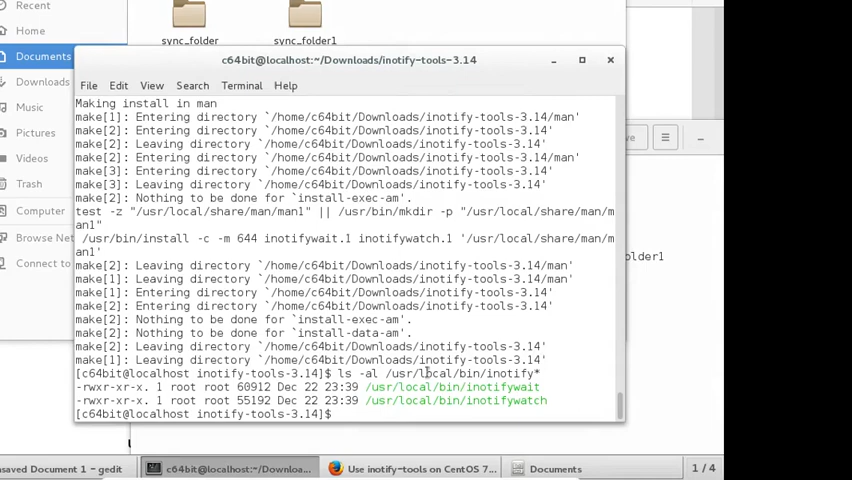 Recent
sync_folder
sync_folder1
Home
c64bit@localhost:~/Downloads/inotify-tools-3.14
Documents
Downloads
File Edit View Search Terminal Help
Making install in man
Music
make[1]: Entering directory `/home/c64bit/Downloads/inotify-tools-3.14/man'
make[2]: Entering directory `/home/c64bit/Downloads/inotify-tools-3.14'
Pictures
make[2]: Leaving directory `/home/c64bit/Downloads/inotify-tools-3.14'
make[2]: Entering directory `/home/c64bit/Downloads/inotify-tools-3.14/man'
Videos
make[3]: Entering directory `/home/c64bit/Downloads/inotify-tools-3.14'
make[3]: Leaving directory `/home/c64bit/Downloads/inotify-tools-3.14'
Trash
make[2]: Nothing to be done for `install-exec-am'.
Computer
test -z "/usr/local/share/man/man1" || /usr/bin/mkdir -p "/usr/local/share/man/m
an1"
Browse Net
/usr/bin/install -c -m 644 inotifywait.1 inotifywatch.1 '/usr/local/share/man/m
an1'
older1
Connect to
make[2]: Leaving directory `/home/c64bit/Downloads/inotify-tools-3.14/man'
make[1]: Leaving directory `/home/c64bit/Downloads/inotify-tools-3.14/man'
make[1]: Entering directory `/home/c64bit/Downloads/inotify-tools-3.14'
make[2]: Entering directory `/home/c64bit/Downloads/inotify-tools-3.14'
make[2]: Nothing to be done for `install-exec-am'.
make[2]: Nothing to be done for `install-data-am'.
make[2]: Leaving directory `/home/c64bit/Downloads/inotify-tools-3.14'
make[1]: Leaving directory `/home/c64bit/Downloads/inotify-tools-3.14'
[c64bit@localhost inotify-tools-3.14]$ ls -al /usr/local/bin/inotify*
-rwxr-xr-x. 1 root root 60912 Dec 22 23:39 /usr/local/bin/inotifywait
-rwxr-xr-x. 1 root root 55192 Dec 22 23:39 /usr/local/bin/inotifywatch
[c64bit@localhost inotify-tools-3.14]$
nsaved Document 1 - gedit
c64bit@localhost:~/Downloa...
Use inotify-tools on CentOS 7...
Documents
1 / 4